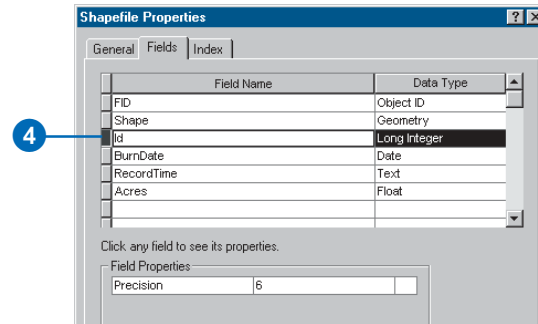 Shapefile Properties
General Fields Index
Field Name Data Type
FID Object ID
Shape Geometry
4
Id Long Integer
BurnDate Date
RecordTime Text
Acres Float
Click any field to see its properties.
Field Properties
Precision 6